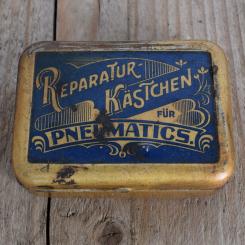 REPARATUR-
KÄSTCHEN
FÜR
PNEUMATICS.